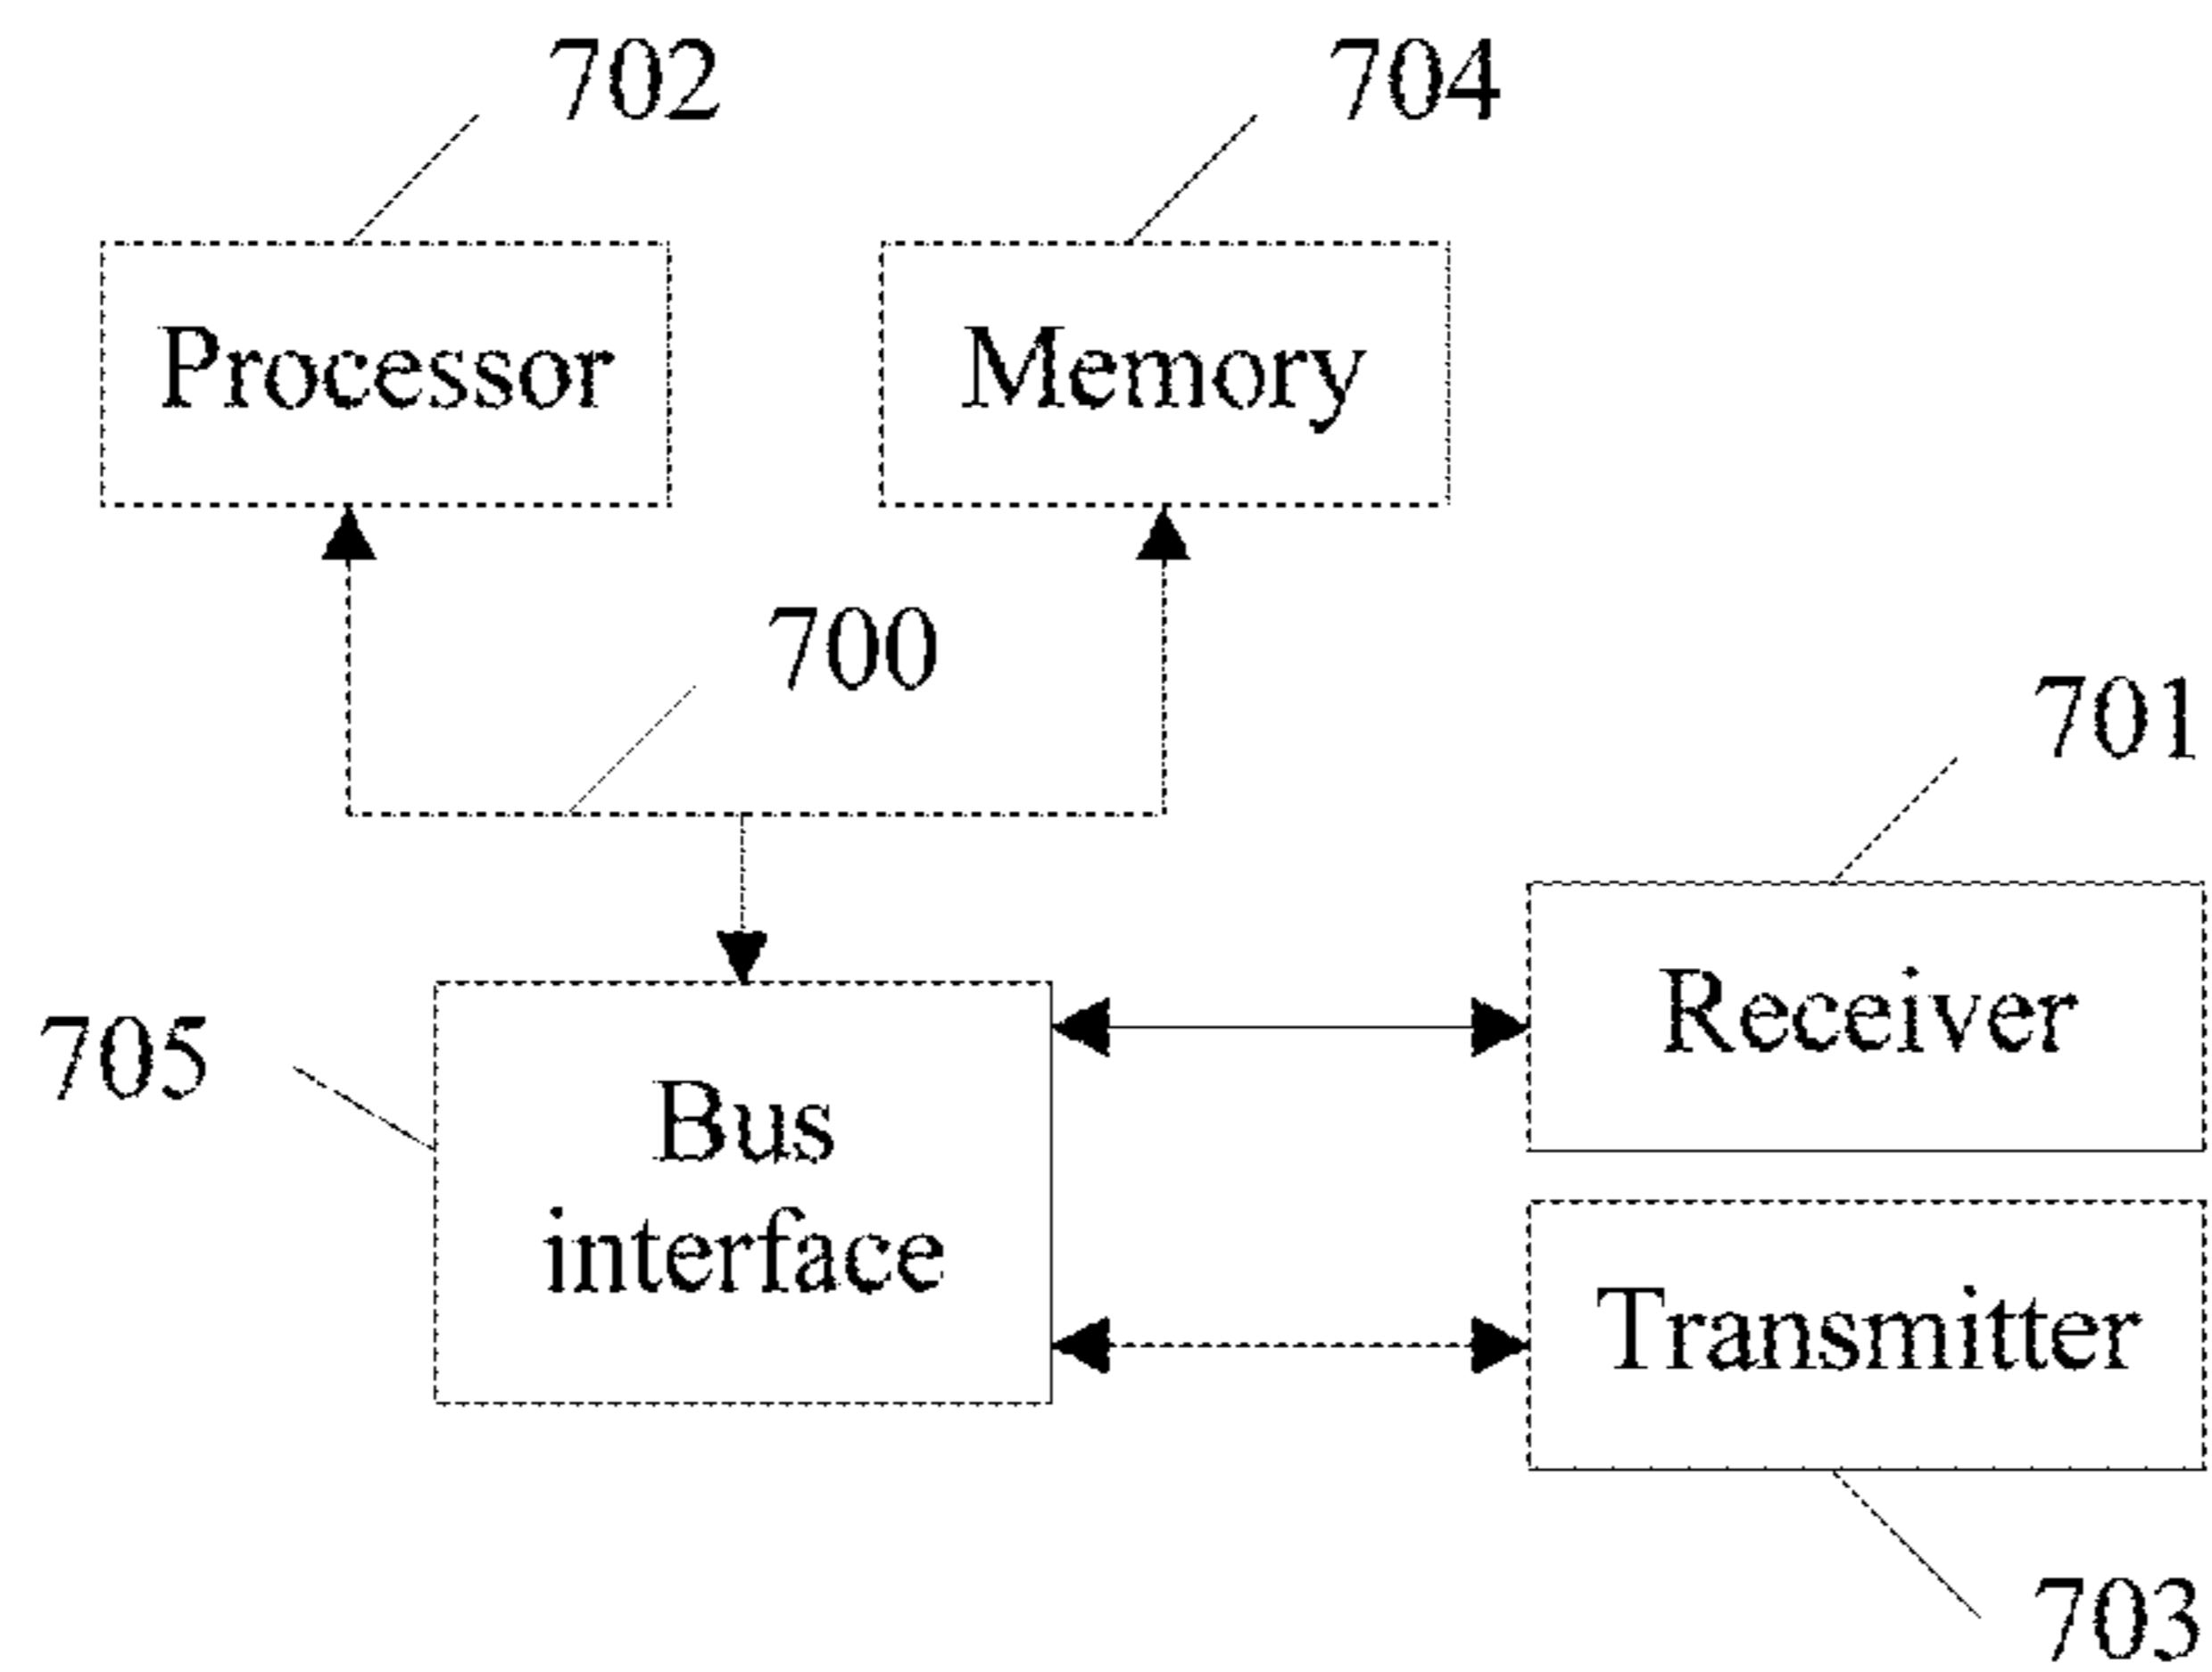 702
704
Processor
Memory
700
701
Receiver
705
Bus
interface
Transmitter
703